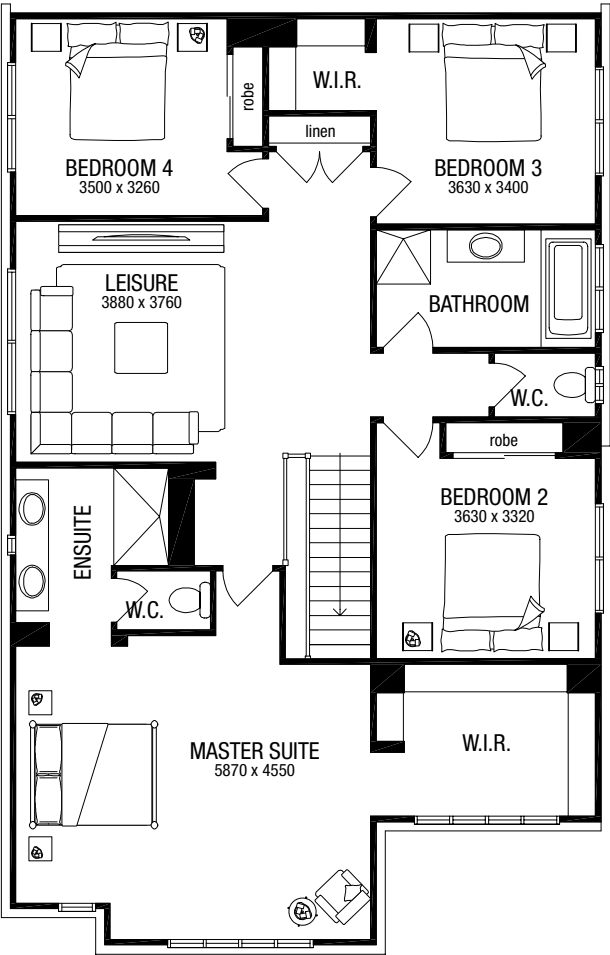 robe
W.I.R.
linen
BEDROOM 4
3500 x 3260
BEDROOM 3
3630 x 3400
LEISURE
3880 x 3760
BATHROOM
W.C.
robe
BEDROOM 2
3630 x 3320
ENSUITE
W.C.
MASTER SUITE
5870 x 4550
W.I.R.